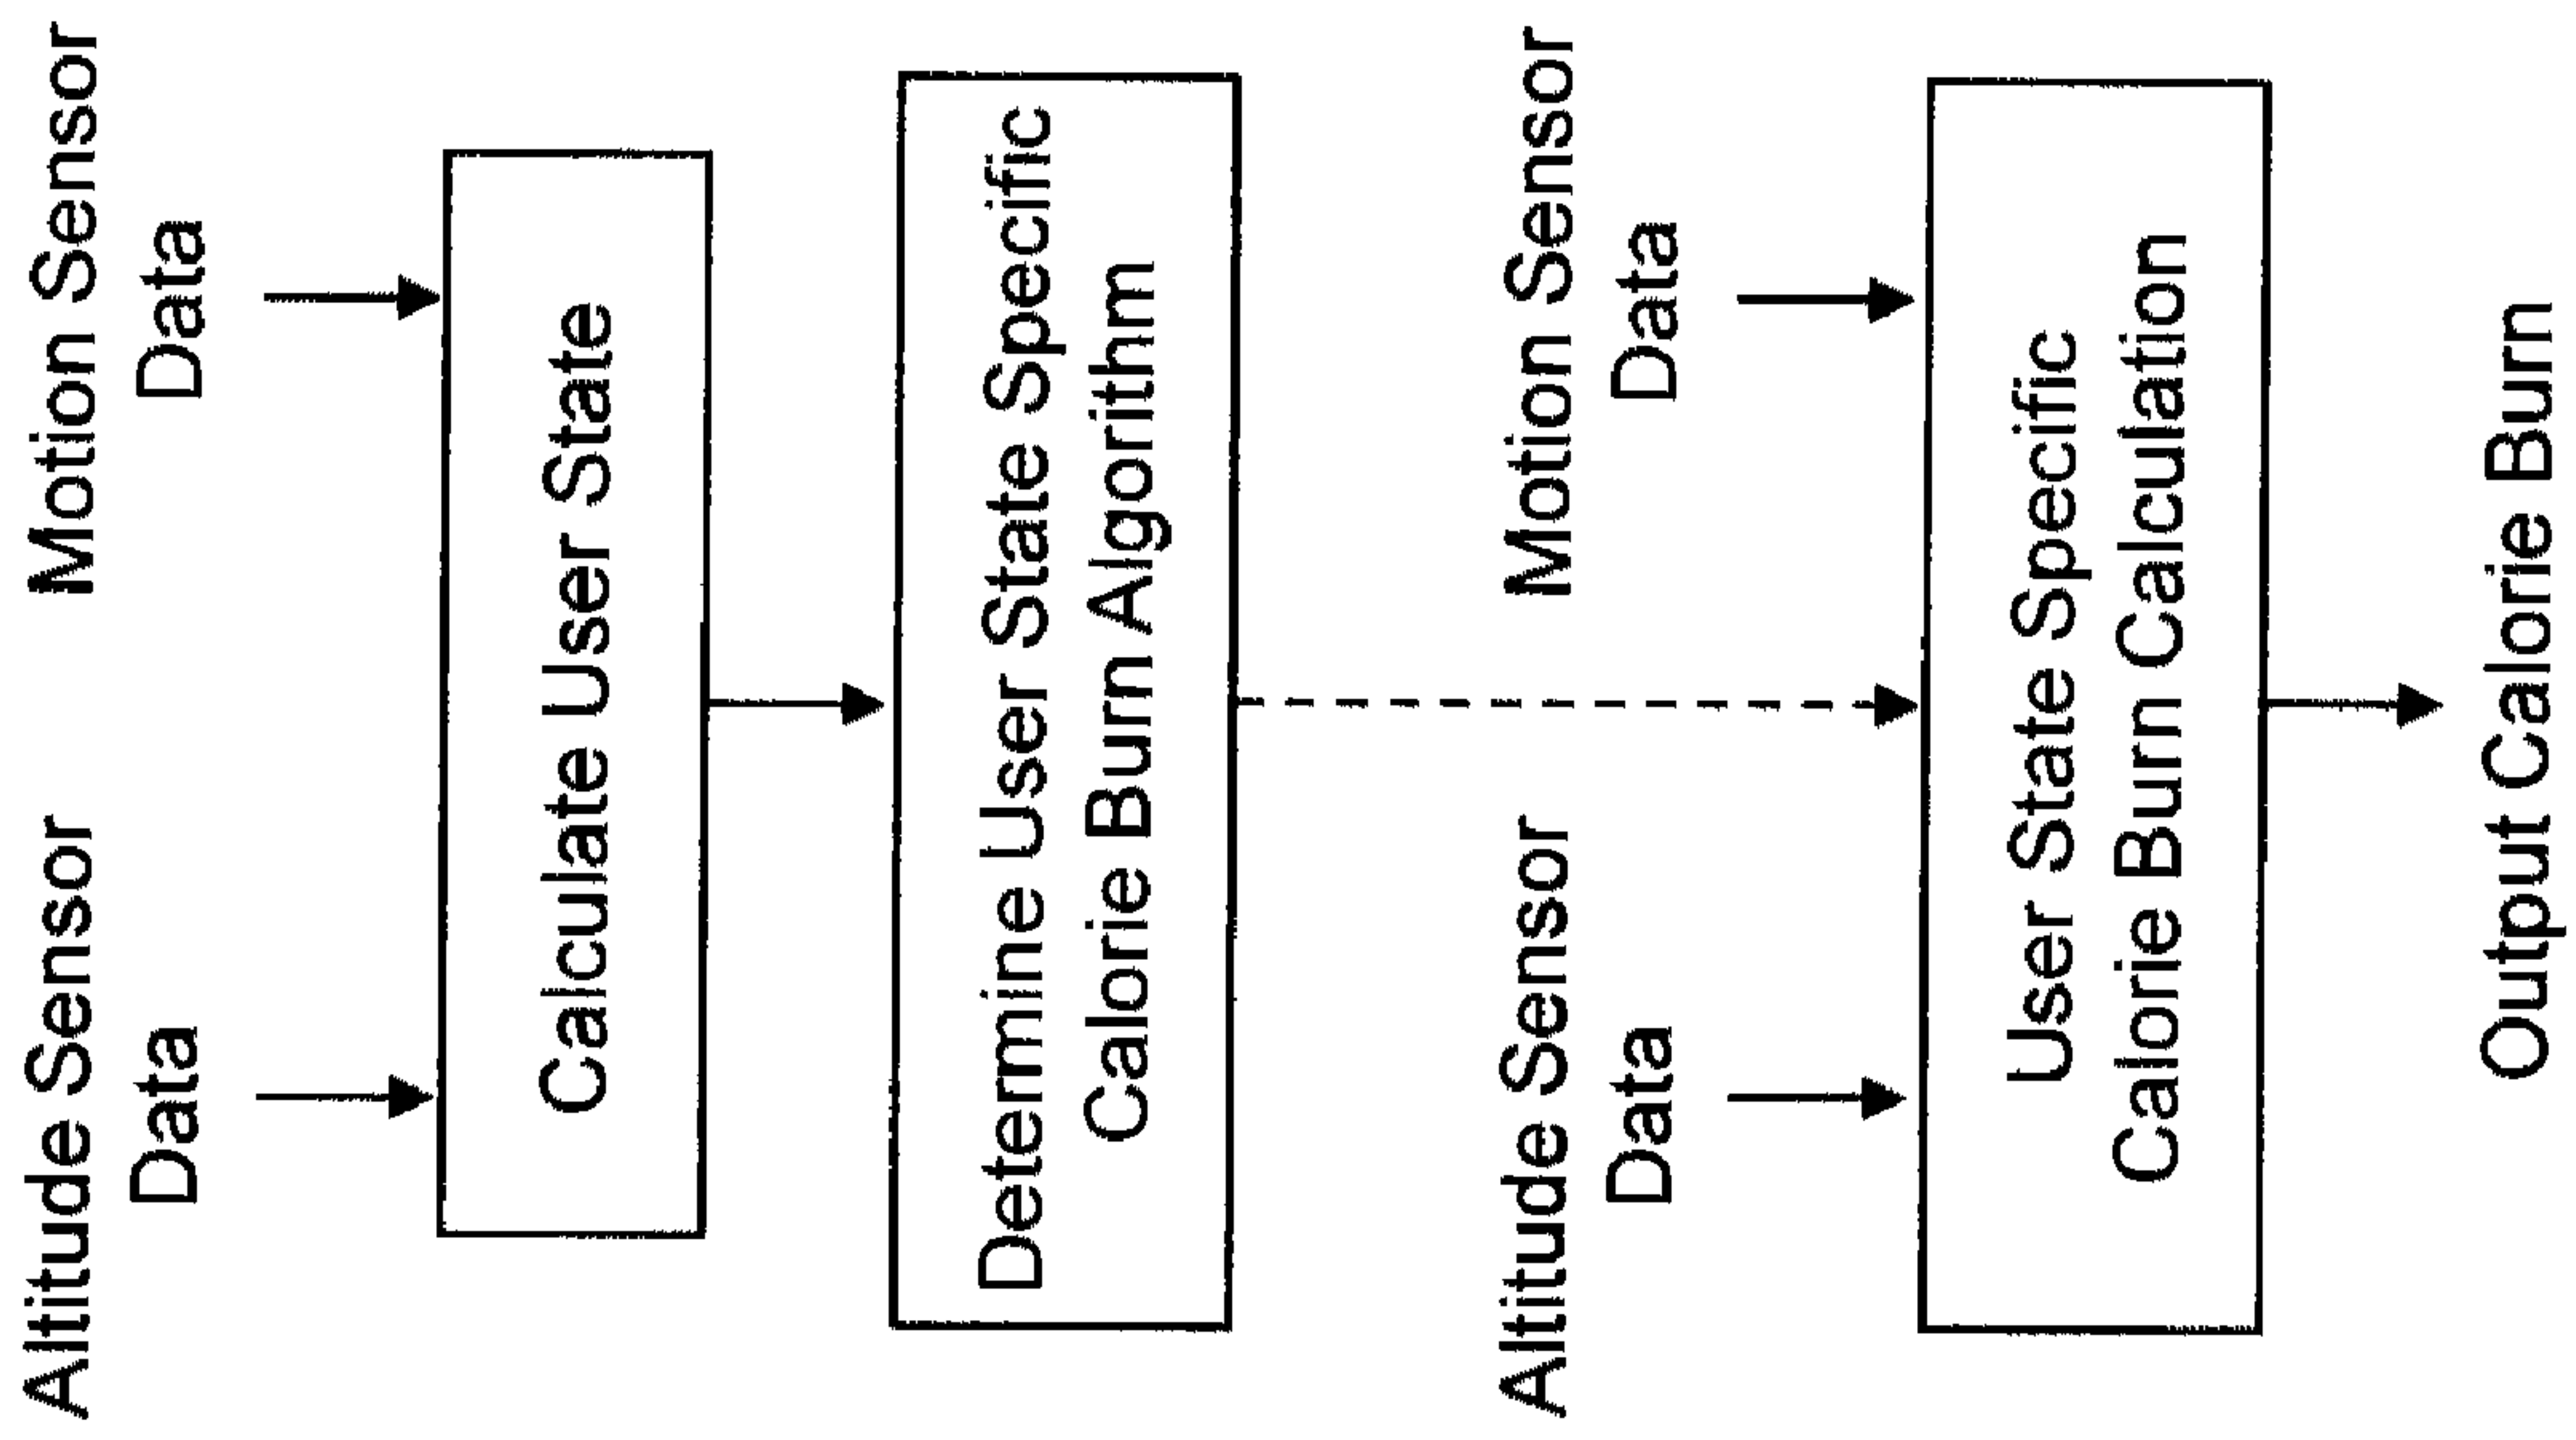 Altitude Sensor
Data
Motion Sensor
Data
Calculate User State
Determine User State Specific
Calorie Burn Algorithm
Altitude Sensor
Data
Motion Sensor
Data
User State Specific
Calorie Burn Calculation
Output Calorie Burn